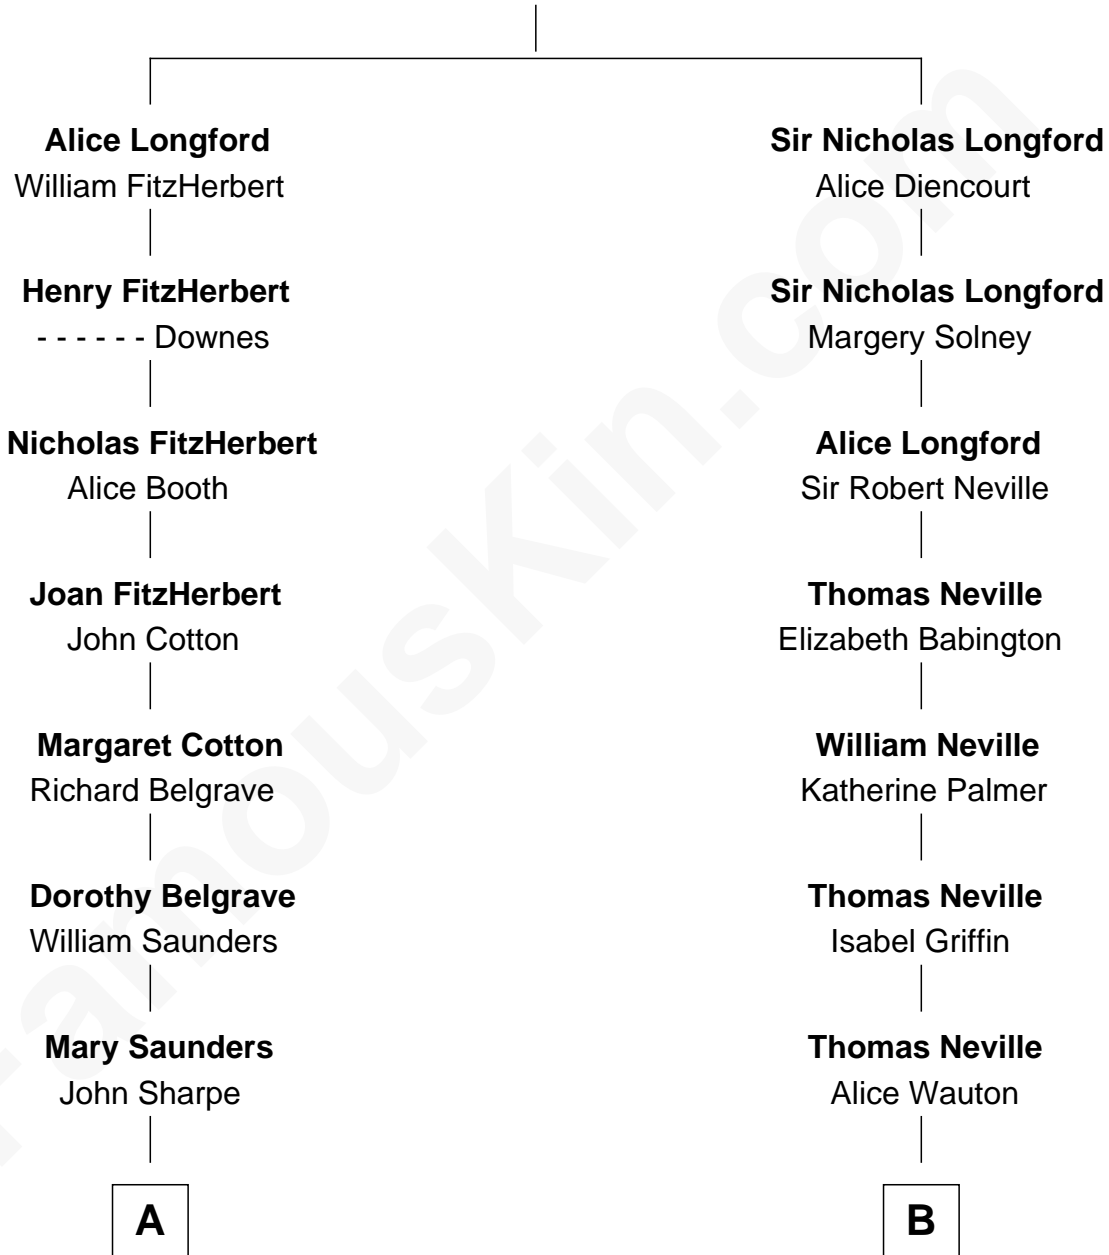 Alice Longford
William FitzHerbert
Henry FitzHerbert
- - - - - - Downes
Nicholas FitzHerbert
Alice Booth
Joan FitzHerbert
John Cotton
Margaret Cotton
Richard Belgrave
Dorothy Belgrave
William Saunders
Mary Saunders
John Sharpe
A
Sir Nicholas Longford
Alice Diencourt
Sir Nicholas Longford
Margery Solney
Alice Longford
Sir Robert Neville
Thomas Neville
Elizabeth Babington
William Neville
Katherine Palmer
Thomas Neville
Isabel Griffin
Thomas Neville
Alice Wauton
B
FamousKin.com